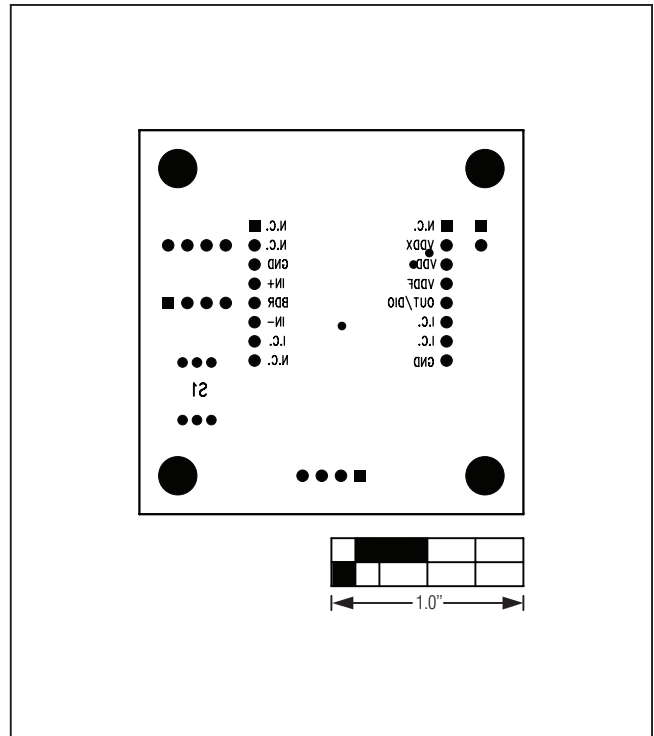 N.C.
N.C.
GND
IN+
BDR
IN-
I.C.
N.C.
N.C.
VDDX
VDD
VDDF
OUT/DIO
I.C.
I.C.
GND
S1
1.0"